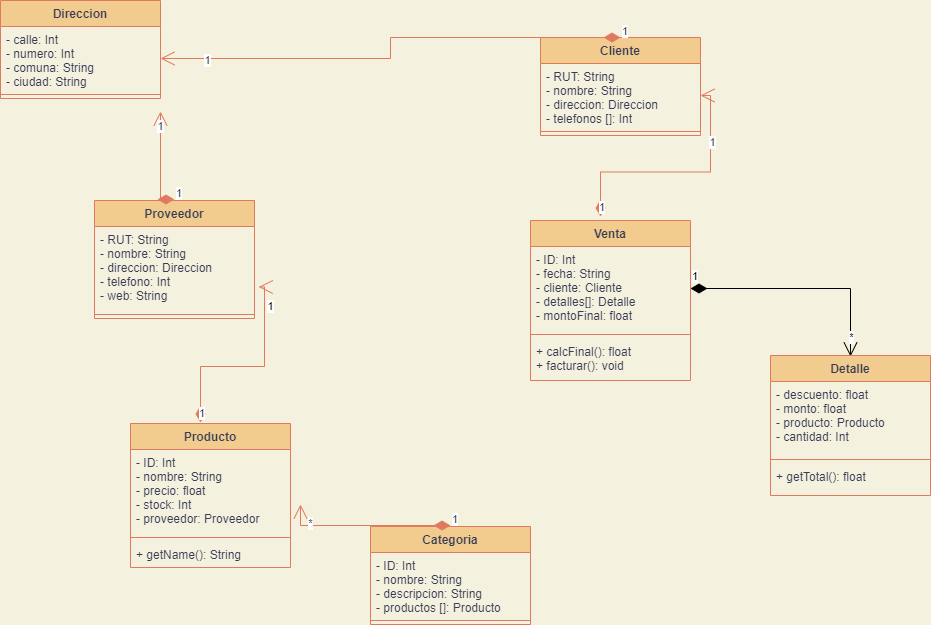 Direccion
- calle: Int
- numero: Int
- comuna: String
- ciudad: String
1
1
Cliente
- RUT: String
- nombre: String
- direccion: Direccion
- telefonos []: Int
1
1
1
1
Proveedor
- RUT: String
- nombre: String
- direccion: Direccion
- telefono: Int
- web: String
1
1
Venta
- ID: Int
- fecha: String
- cliente: Cliente
- detalles[]: Detalle
- montoFinal: float
+ calcFinal(): float
+ facturar(): void
1
*
Detalle
- descuento: float
- monto: float
- producto: Producto
- cantidad: Int
+ getTotal(): float
1
Producto
- ID: Int
- nombre: String
- precio: float
- stock: Int
- proveedor: Proveedor
+ getName(): String
*
1
Categoria
- ID: Int
- nombre: String
- descripcion: String
- productos []: Producto